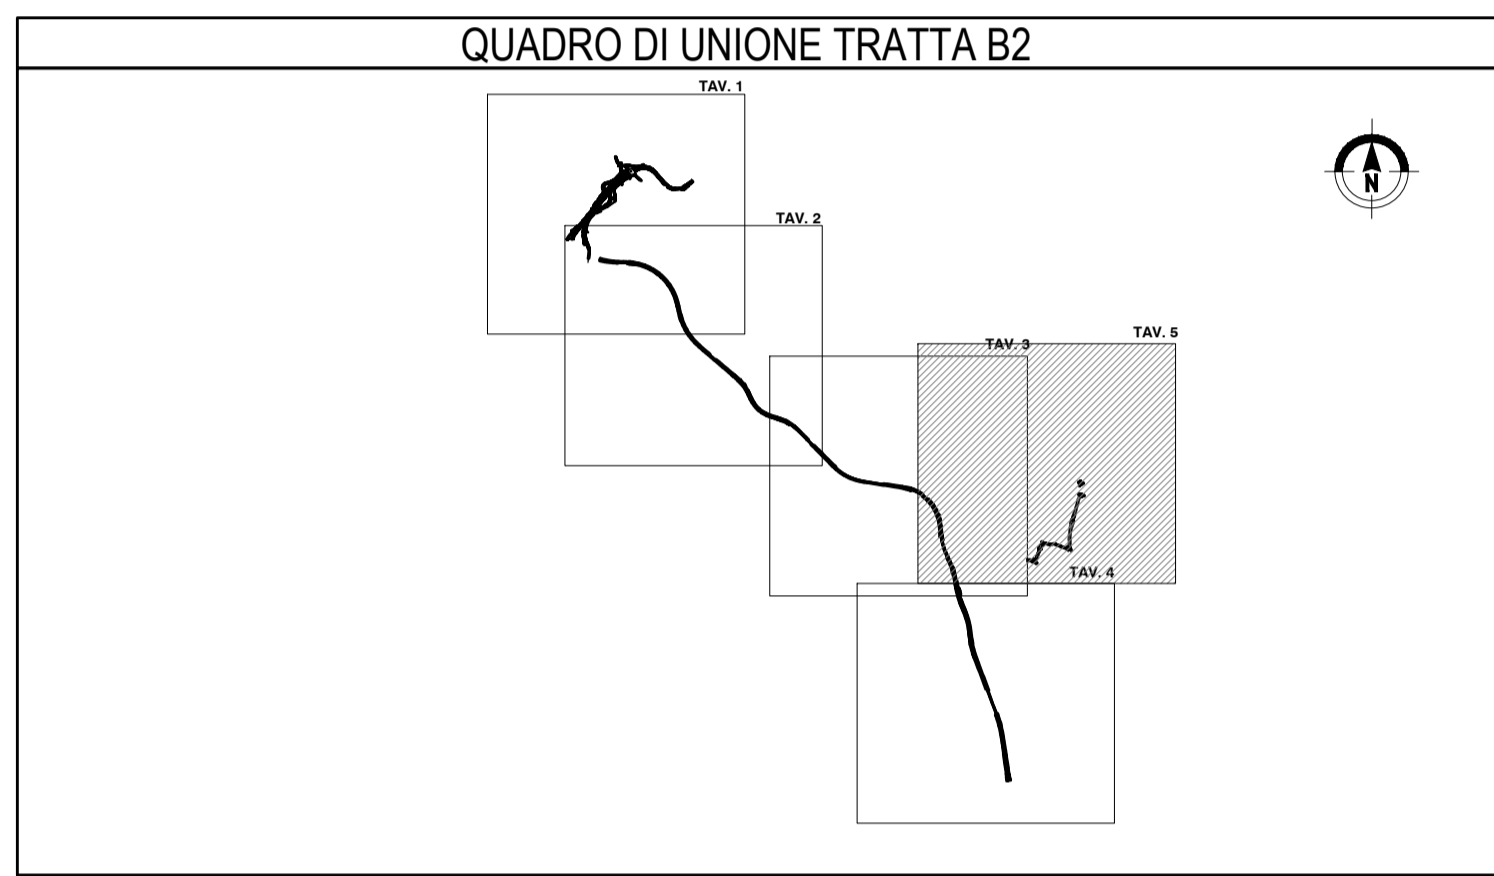 QUADRO DI UNIONE TRATTA B2
TAV. 1
N
TAV. 2
TAV. 5
TAV. 3
TAV. 4